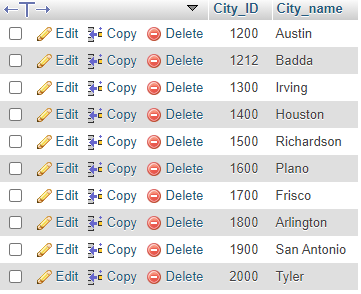 City_ID City_name
Edit Copy Delete 1200 Austin
Edit Copy Delete 1212 Badda
Edit Copy Delete 1300 Irving
Edit Copy Delete 1400 Houston
Edit Copy Delete 1500 Richardson
Edit Copy Delete 1600 Plano
Edit Copy Delete 1700 Frisco
Edit Copy Delete 1800 Arlington
Edit Copy Delete 1900 San Antonio
Edit Copy Delete 2000 Tyler